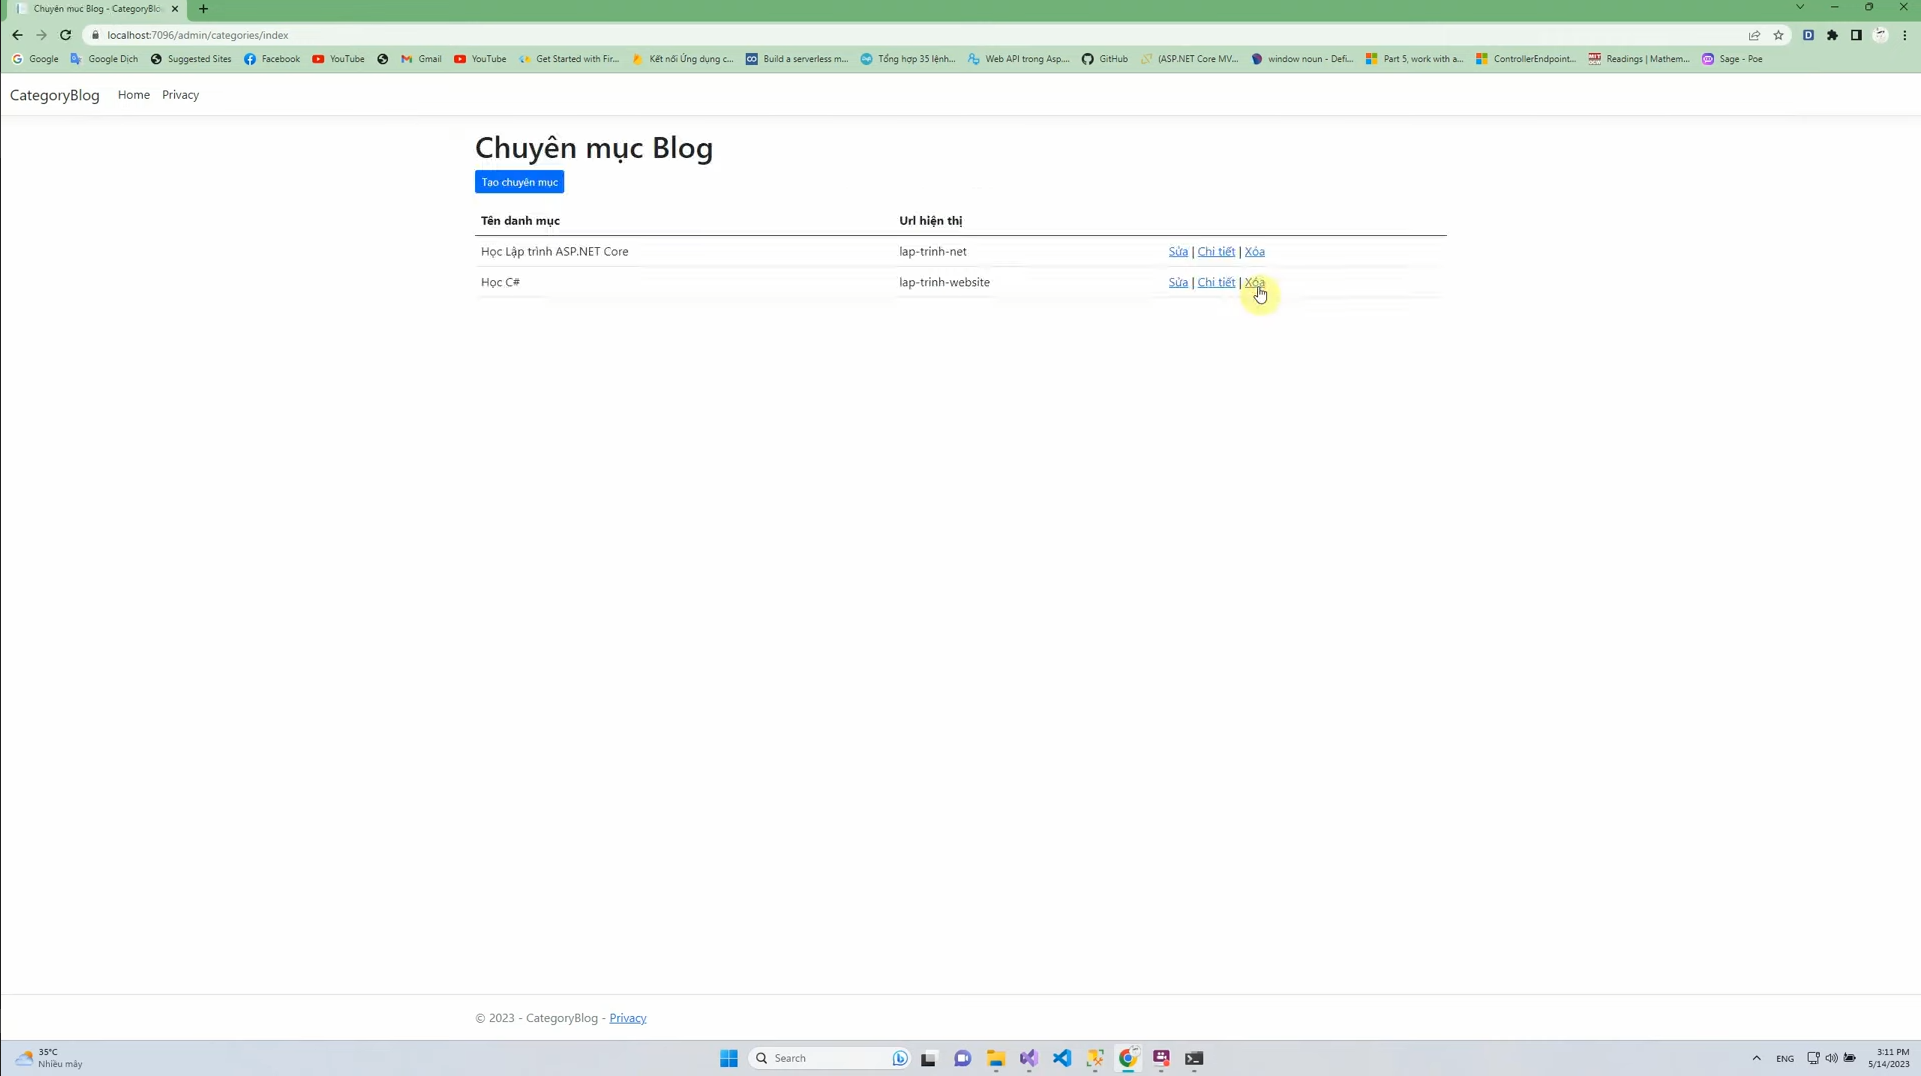 Chuyên mục Blog - CategoryBlo
localhost:7096/admin/categories/index
Google Google Dịch Suggested Sites Facebook YouTube Gmail YouTube Get Started with Fir... Kết nối Ứng dụng c... Build a serverless m... Tổng hợp 35 lệnh... Web API trong Asp.... GitHub (ASP.NET Core MV... window noun - Defi... Part 5, work with a... ControllerEndpoint... Readings | Mathem... Sage - Poe
CategoryBlog Home Privacy
Chuyên mục Blog
Tạo chuyên mục
Tên danh mục Url hiện thị
Học Lập trình ASP.NET Core lap-trinh-net Sửa | Chi tiết | Xóa
Học C# lap-trinh-website Sửa | Chi tiết | Xóa
© 2023 - CategoryBlog - Privacy
35°C
Nhiều mây
Search
ENG
3:11 PM
5/14/2023